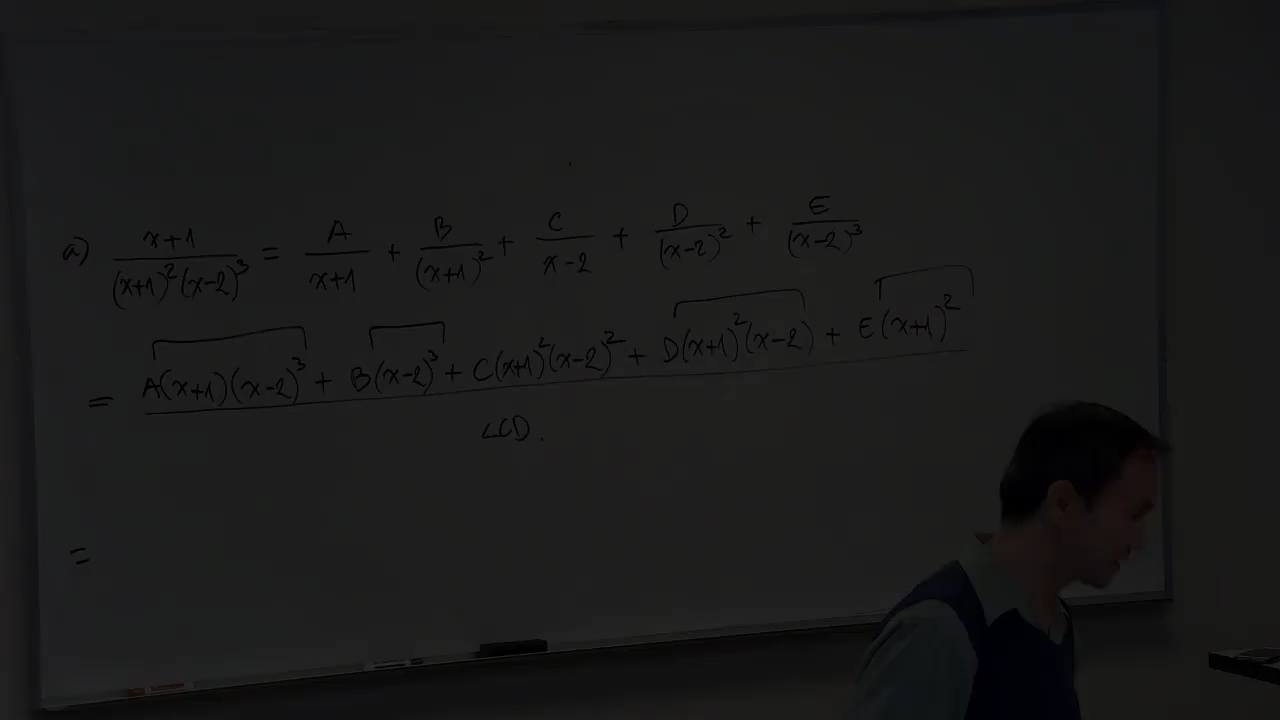 a) x+1/((x+1)²(x-2)³) = A/(x+1) + B/(x+1)² + C/(x-2) + D/(x-2)² + E/(x-2)³
= (A(x+1)(x-2)³ + B(x-2)³ + C(x+1)²(x-2)² + D(x+1)²(x-2) + E(x+1)²)/LCD.
=